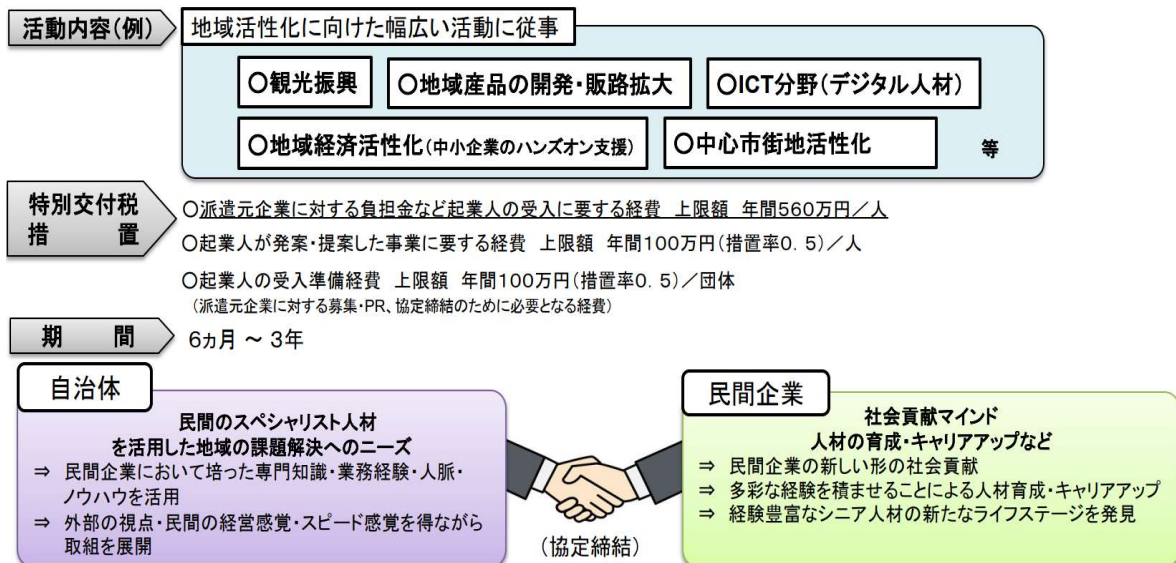 活動内容(例)
地域活性化に向けた幅広い活動に従事
○観光振興
○地域産品の開発・販路拡大
○ICT分野(デジタル人材)
○地域経済活性化(中小企業のハンズオン支援)
○中心市街地活性化
等
特別交付税
措　　置
○派遣元企業に対する負担金など起業人の受入に要する経費　上限額　年間560万円/人
○起業人が発案・提案した事業に要する経費　上限額　年間100万円(措置率0．5)/人
○起業人の受入準備経費　上限額　年間100万円(措置率0．5)/団体
(派遣元企業に対する募集・PR、協定締結のために必要となる経費)
期　　間
6ヵ月 ～ 3年
自治体
民間のスペシャリスト人材
を活用した地域の課題解決へのニーズ
⇒ 民間企業において培った専門知識・業務経験・人脈・
ノウハウを活用
⇒ 外部の視点・民間の経営感覚・スピード感覚を得ながら
取組を展開
(協定締結)
民間企業
社会貢献マインド
人材の育成・キャリアアップなど
⇒ 民間企業の新しい形の社会貢献
⇒ 多彩な経験を積ませることによる人材育成・キャリアアップ
⇒ 経験豊富なシニア人材の新たなライフステージを発見